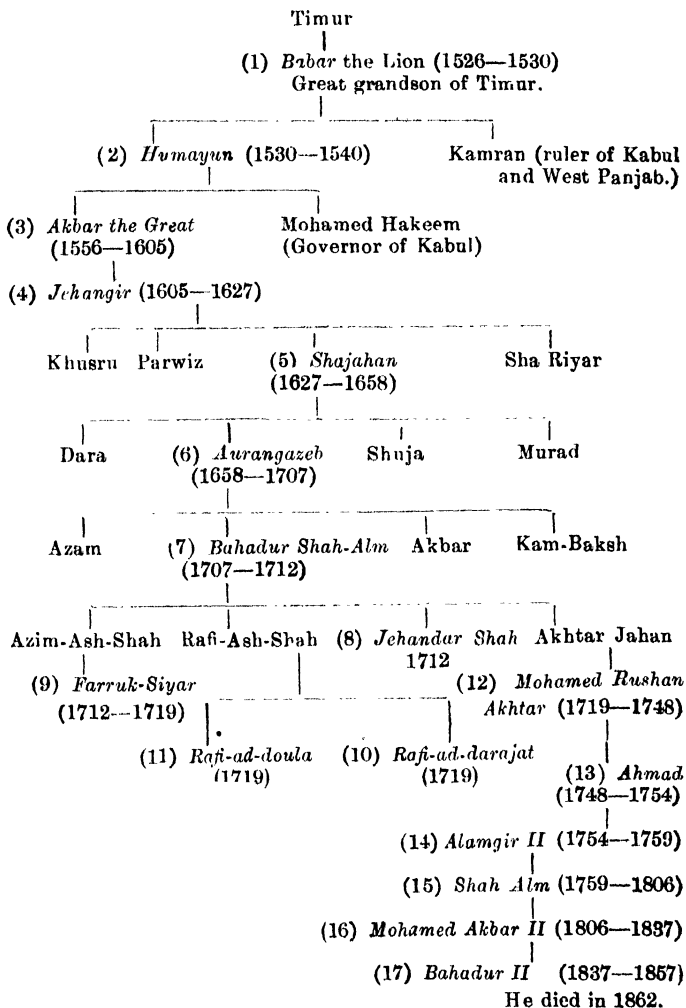 Timur
(1) Babar the Lion (1526—1530)
Great grandson of Timur.
(2) Humayun (1530—1540) Kamran (ruler of Kabul
and West Panjab.)
(3) Akbar the Great Mohamed Hakeem
(1556—1605) (Governor of Kabul)
(4) Jehangir (1605—1627)
Khusru Parwiz (5) Shajahan Sha Riyar
(1627—1658)
Dara (6) Aurangazeb Shuja Murad
(1658—1707)
Azam (7) Bahadur Shah-Alm Akbar Kam-Baksh
(1707—1712)
Azim-Ash-Shah Rafi-Ash-Shah (8) Jehandar Shah Akhtar Jahan
1712
(9) Farruk-Siyar (12) Mohamed Rushan
(1712—1719) Akhtar (1719—1748)
(11) Rafi-ad-doula (10) Rafi-ad-darajat (13) Ahmad
(1719) (1719) (1748—1754)
(14) Alamgir II (1754—1759)
(15) Shah Alm (1759—1806)
(16) Mohamed Akbar II (1806—1837)
(17) Bahadur II (1837—1857)
He died in 1862.